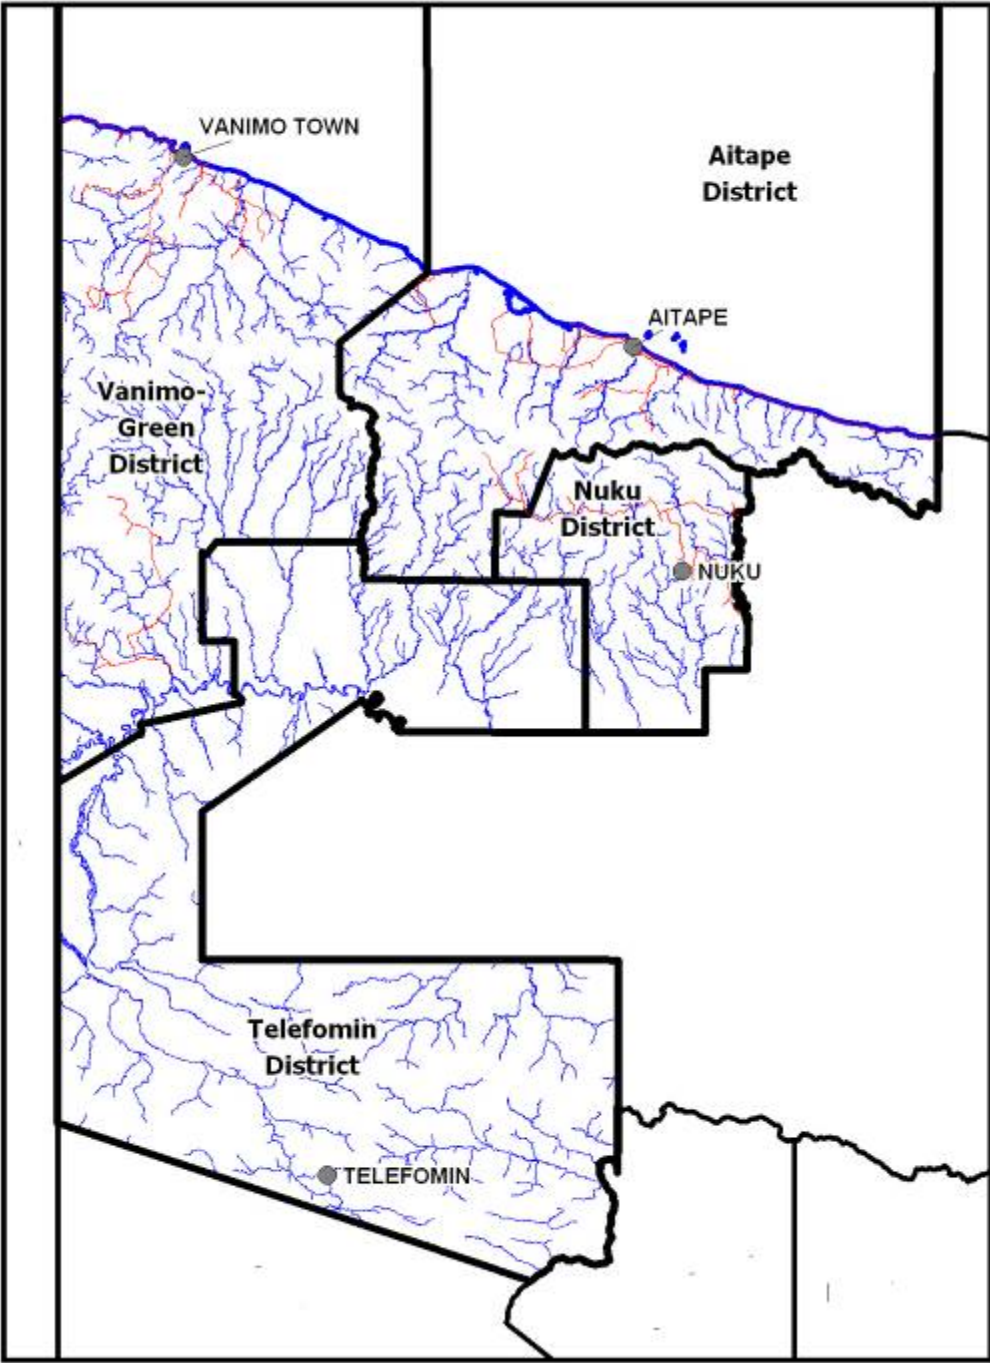 VANIMO TOWN
Aitape
District
AITAPE
Vanimo-
Green
District
Nuku
District
NUKU
Telefomin
District
TELEFOMIN